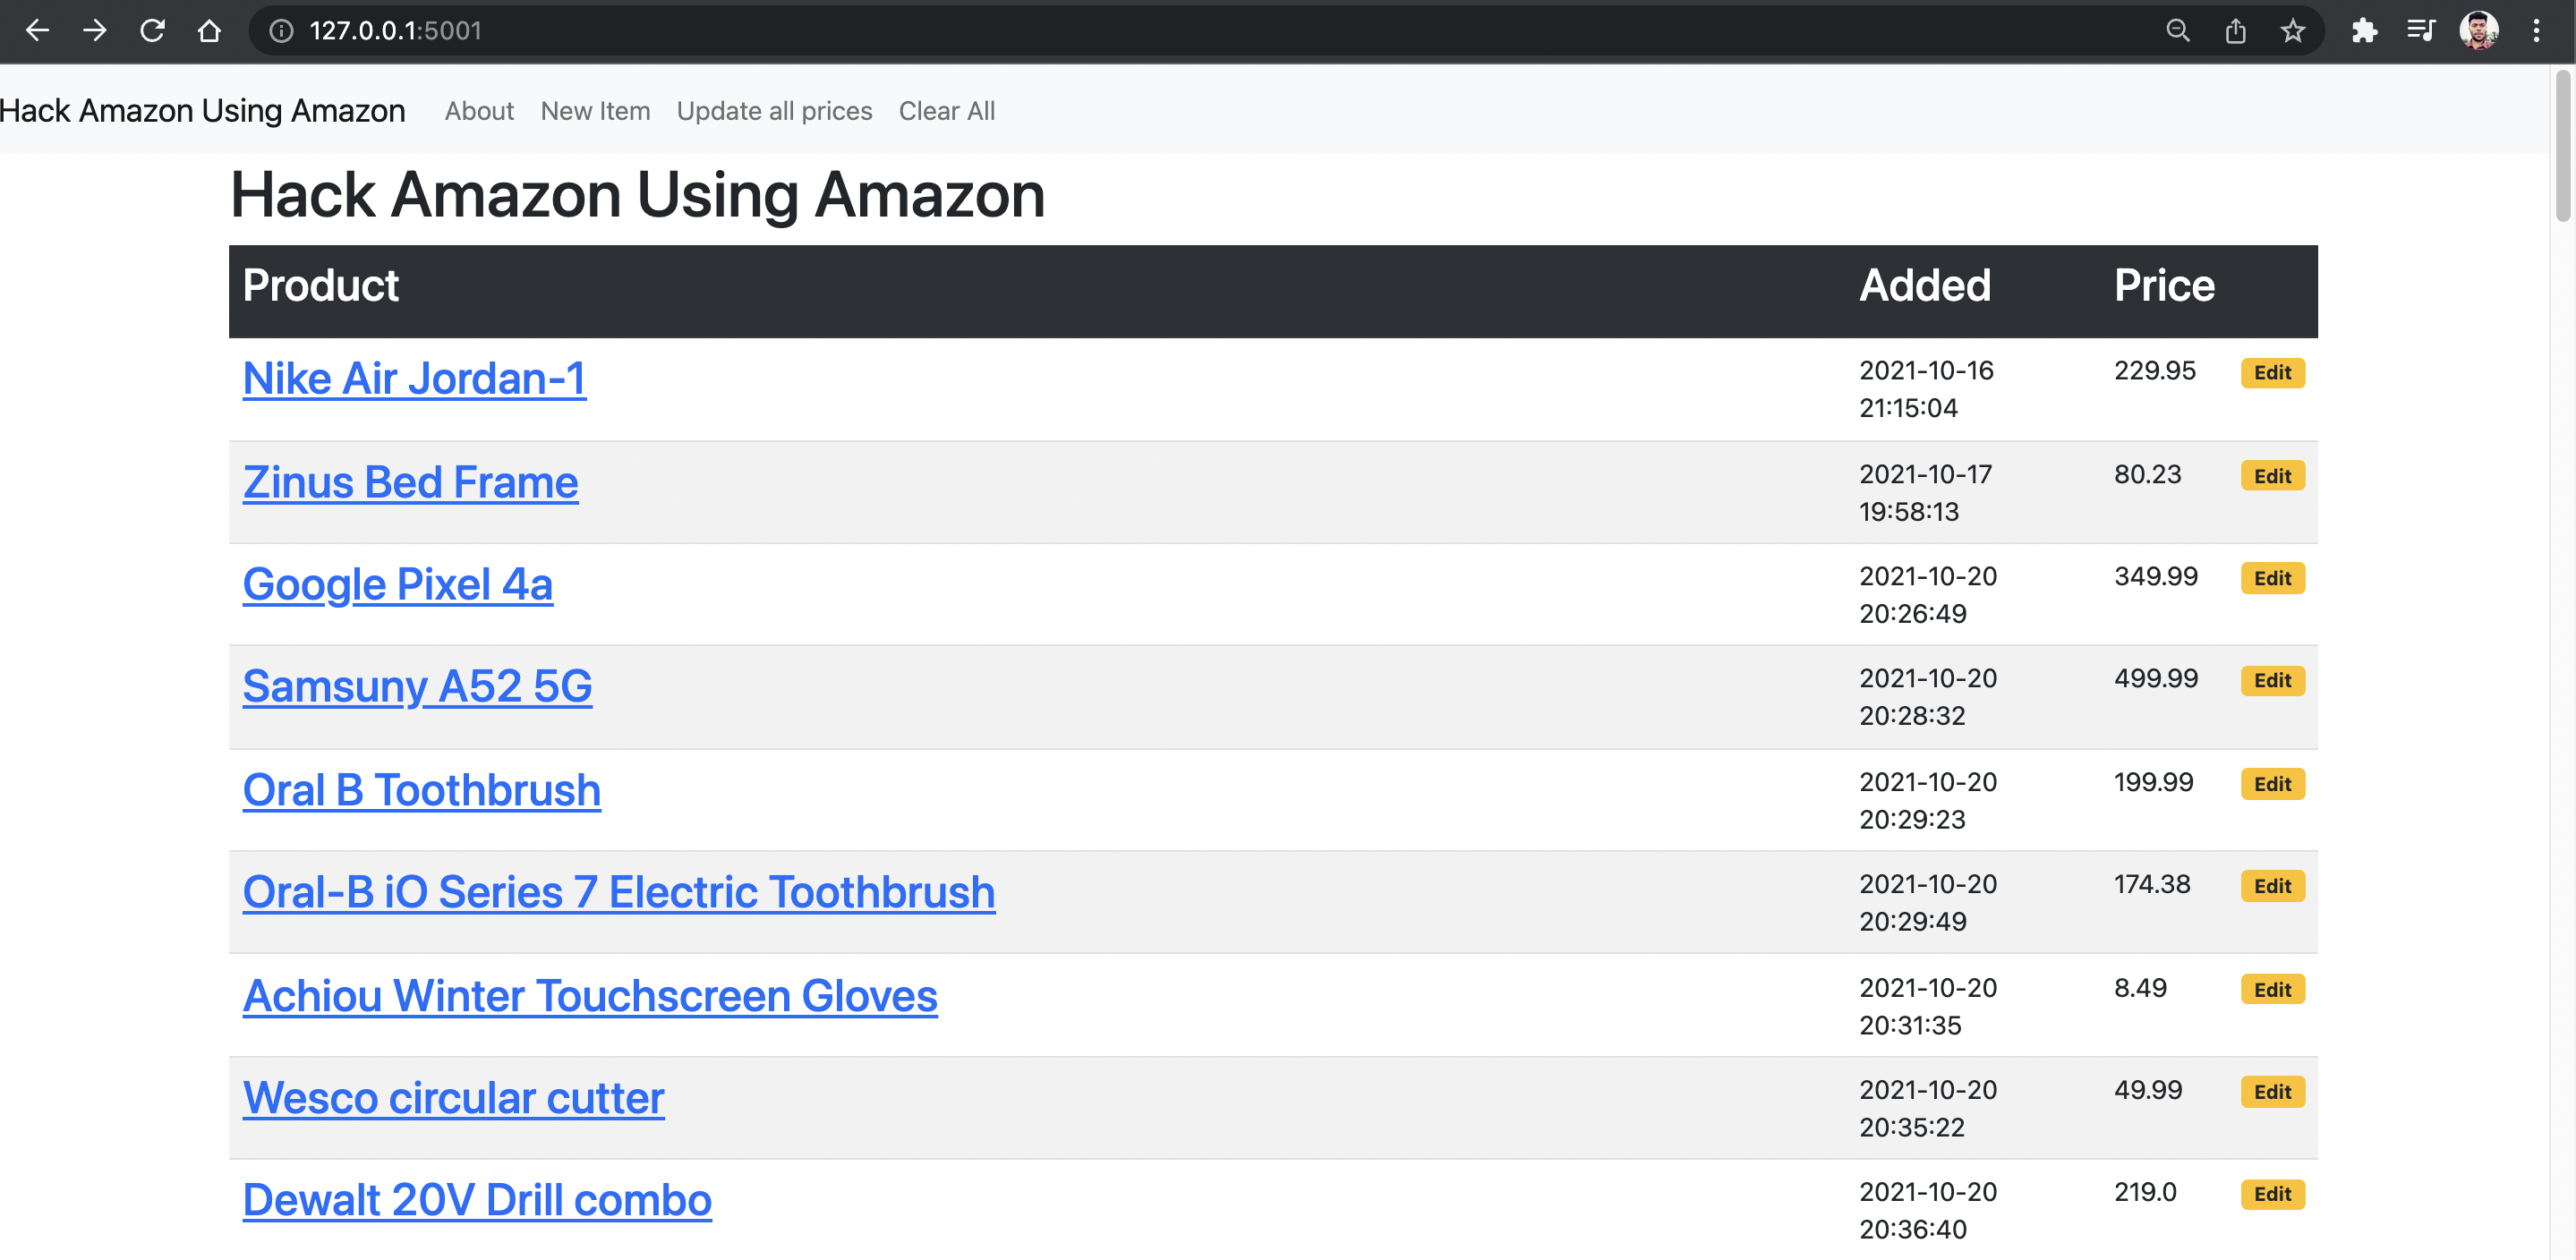 127.0.0.1:5001
Hack Amazon Using Amazon About New Item Update all prices Clear All
Hack Amazon Using Amazon
Product Added Price
Nike Air Jordan-1 2021-10-16 229.95 Edit
21:15:04
Zinus Bed Frame 2021-10-17 80.23 Edit
19:58:13
Google Pixel 4a 2021-10-20 349.99 Edit
20:26:49
Samsuny A52 5G 2021-10-20 499.99 Edit
20:28:32
Oral B Toothbrush 2021-10-20 199.99 Edit
20:29:23
Oral-B iO Series 7 Electric Toothbrush 2021-10-20 174.38 Edit
20:29:49
Achiou Winter Touchscreen Gloves 2021-10-20 8.49 Edit
20:31:35
Wesco circular cutter 2021-10-20 49.99 Edit
20:35:22
Dewalt 20V Drill combo 2021-10-20 219.0 Edit
20:36:40